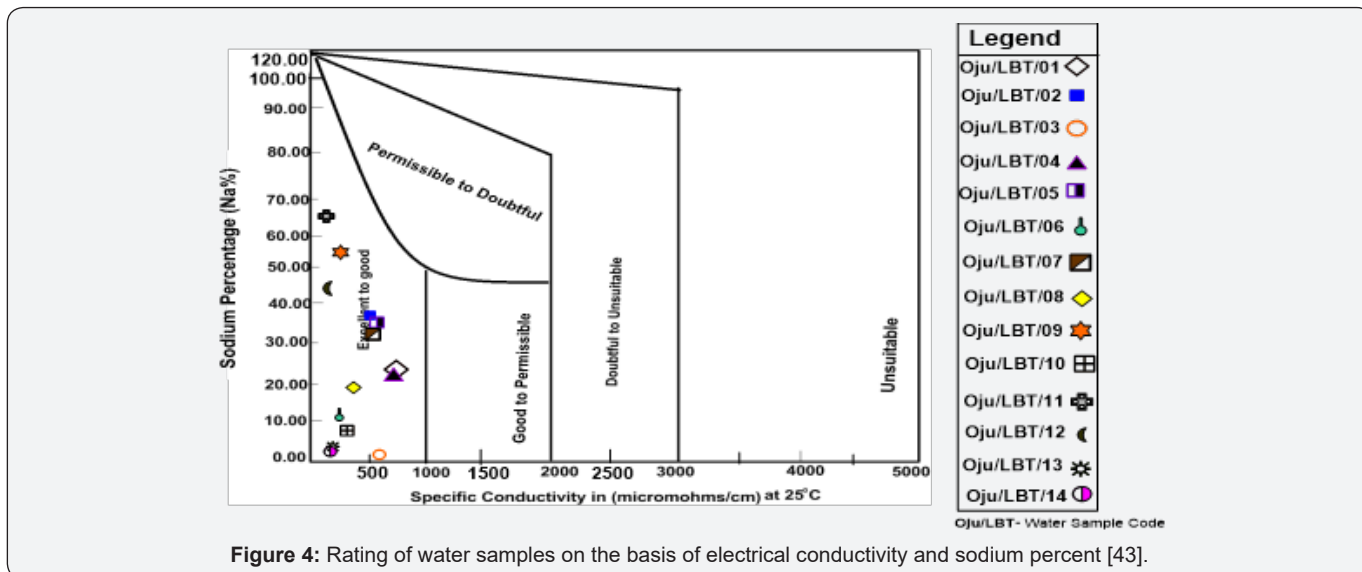 120.00
100.00
90.00
80.00
70.00
60.00
50.00
40.00
30.00
20.00
10.00
0.00
Sodium Percentage (Na%)
Permissible to Doubtful
Excellent to good
Good to Permissible
Doubtful to Unsuitable
Unsuitable
500 1000 1500 2000 2500 3000 4000 5000
Specific Conductivity in (micromohms/cm) at 25°C
Legend
Oju/LBT/01
Oju/LBT/02
Oju/LBT/03
Oju/LBT/04
Oju/LBT/05
Oju/LBT/06
Oju/LBT/07
Oju/LBT/08
Oju/LBT/09
Oju/LBT/10
Oju/LBT/11
Oju/LBT/12
Oju/LBT/13
Oju/LBT/14
Oju/LBT- Water Sample Code
Figure 4: Rating of water samples on the basis of electrical conductivity and sodium percent [43].